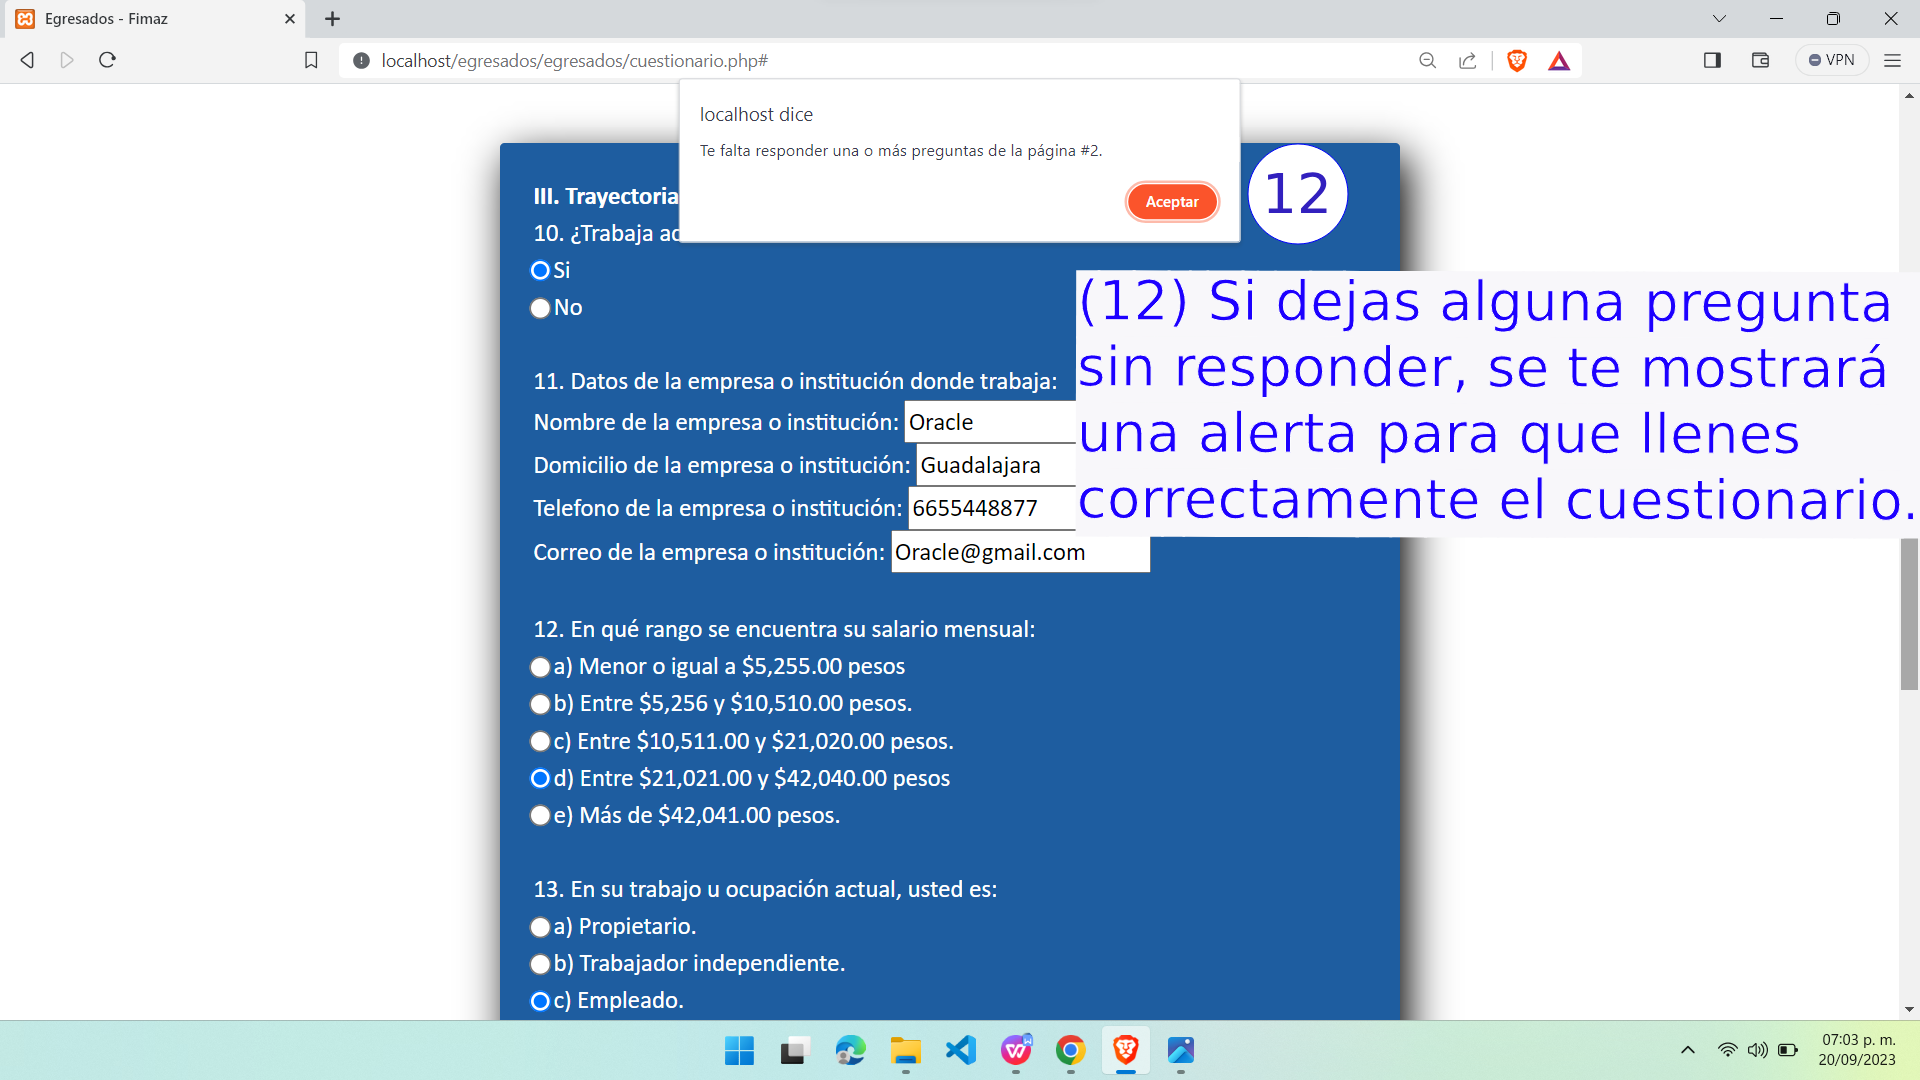 Egresados - Fimaz
localhost/egresados/egresados/cuestionario.php#
VPN
localhost dice
Te falta responder una o más preguntas de la página #2.
Aceptar
12
III. Trayectoria
10. ¿Trabaja ac
Si
No
(12) Si dejas alguna pregunta
sin responder, se te mostrará
una alerta para que llenes
correctamente el cuestionario.
11. Datos de la empresa o institución donde trabaja:
Nombre de la empresa o institución: Oracle
Domicilio de la empresa o institución: Guadalajara
Telefono de la empresa o institución: 6655448877
Correo de la empresa o institución: Oracle@gmail.com
12. En qué rango se encuentra su salario mensual:
a) Menor o igual a $5,255.00 pesos
b) Entre $5,256 y $10,510.00 pesos.
c) Entre $10,511.00 y $21,020.00 pesos.
d) Entre $21,021.00 y $42,040.00 pesos
e) Más de $42,041.00 pesos.
13. En su trabajo u ocupación actual, usted es:
a) Propietario.
b) Trabajador independiente.
c) Empleado.
07:03 p. m.
20/09/2023